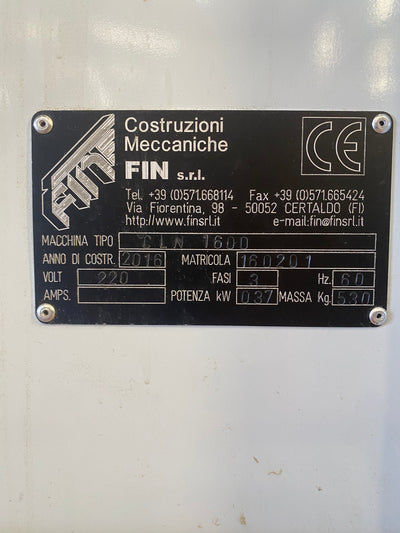 FIN
Costruzioni
Meccaniche
FIN s.r.l.
CE
Tel. +39 (0)571.668114 Fax +39 (0)571.665424
Via Fiorentina, 98 - 50052 CERTALDO (FI)
http://www.finsrl.it e-mail:fin@finsrl.it
MACCHINA TIPO GLN 1600
ANNO DI COSTR. 2016 MATRICOLA 160201
VOLT 220 FASI 3 Hz. 60
AMPS. POTENZA kW 0,37 MASSA Kg. 530